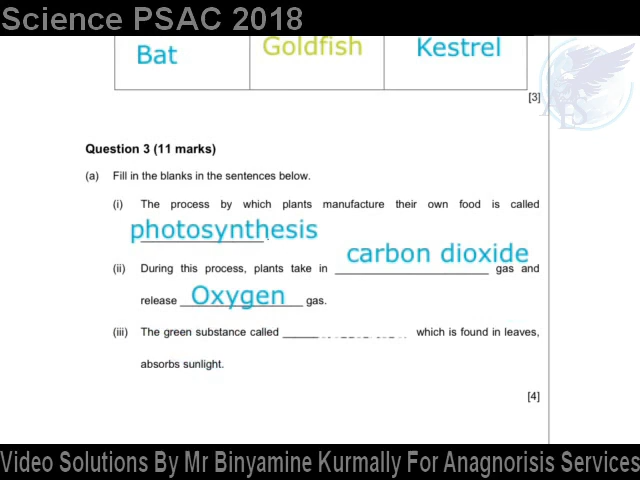 Science PSAC 2018
Bat Goldfish Kestrel
[3]
Question 3 (11 marks)
(a) Fill in the blanks in the sentences below.
(i) The process by which plants manufacture their own food is called
photosynthesis.
(ii) During this process, plants take in carbon dioxide gas and
release Oxygen gas.
(iii) The green substance called which is found in leaves,
absorbs sunlight.
[4]
Video Solutions By Mr Binyamine Kurmally For Anagnorisis Services